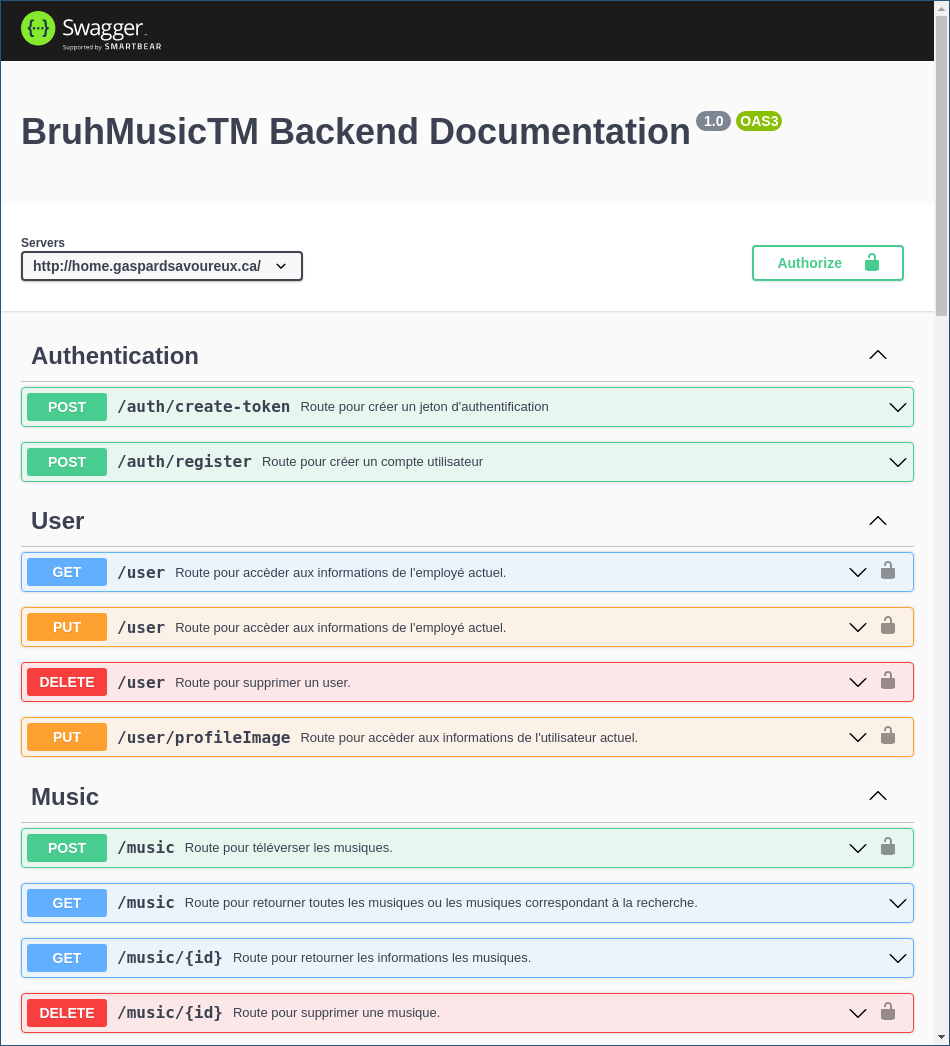 {···} Swagger
Supported by SMARTBEAR
BruhMusicTM Backend Documentation 1.0 OAS3
Servers
http://home.gaspardsavoureux.ca/
Authorize
Authentication
POST /auth/create-token Route pour créer un jeton d'authentification
POST /auth/register Route pour créer un compte utilisateur
User
GET /user Route pour accèder aux informations de l'employé actuel.
PUT /user Route pour accèder aux informations de l'employé actuel.
DELETE /user Route pour supprimer un user.
PUT /user/profileImage Route pour accèder aux informations de l'utilisateur actuel.
Music
POST /music Route pour téléverser les musiques.
GET /music Route pour retourner toutes les musiques ou les musiques correspondant à la recherche.
GET /music/{id} Route pour retourner les informations les musiques.
DELETE /music/{id} Route pour supprimer une musique.